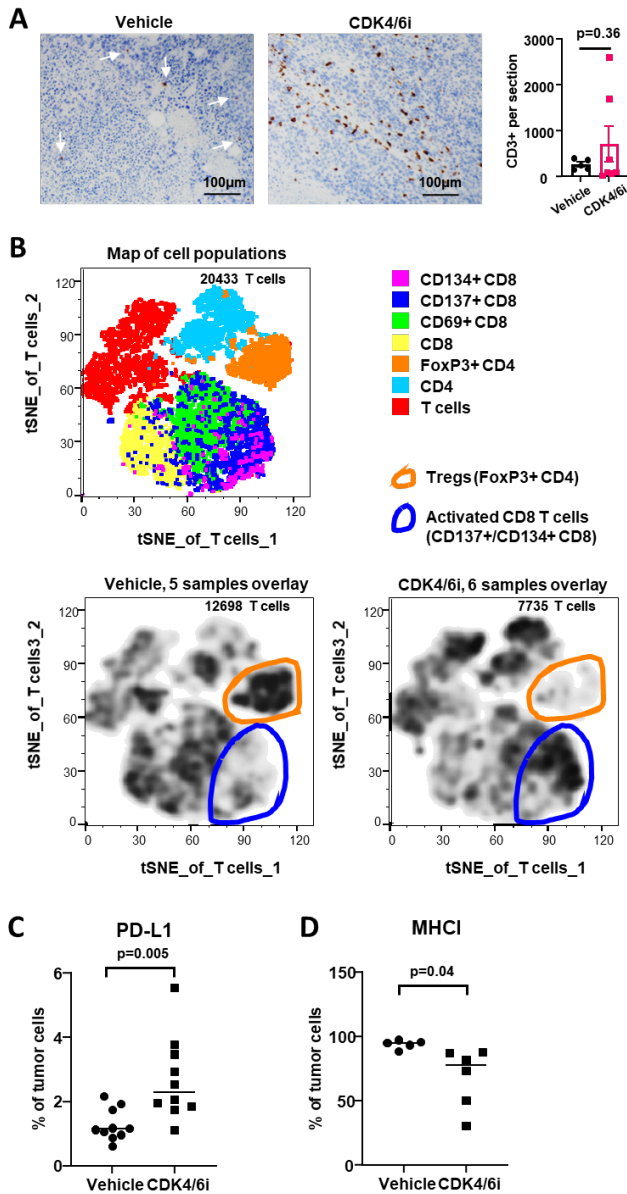 A
Vehicle
CDK4/6i
100µm
100µm
p=0.36
CD3+ per section
3000
2000
1000
0
Vehicle
CDK4/6i
B
Map of cell populations
20433 T cells
tSNE_of_T cells_2
120
90
60
30
0
0
30
60
90
120
tSNE_of_T cells_1
CD134+ CD8
CD137+ CD8
CD69+ CD8
CD8
FoxP3+ CD4
CD4
T cells
Tregs (FoxP3+ CD4)
Activated CD8 T cells
(CD137+/CD134+ CD8)
Vehicle, 5 samples overlay
12698 T cells
tSNE_of_T cells3_2
120
90
60
30
0
0
30
60
90
120
tSNE_of_T cells_1
CDK4/6i, 6 samples overlay
7735 T cells
tSNE_of_T cells3_2
120
90
60
30
0
0
30
60
90
120
tSNE_of_T cells_1
C
PD-L1
p=0.005
% of tumor cells
6
4
2
0
Vehicle CDK4/6i
D
MHCI
p=0.04
% of tumor cells
150
100
50
0
Vehicle CDK4/6i